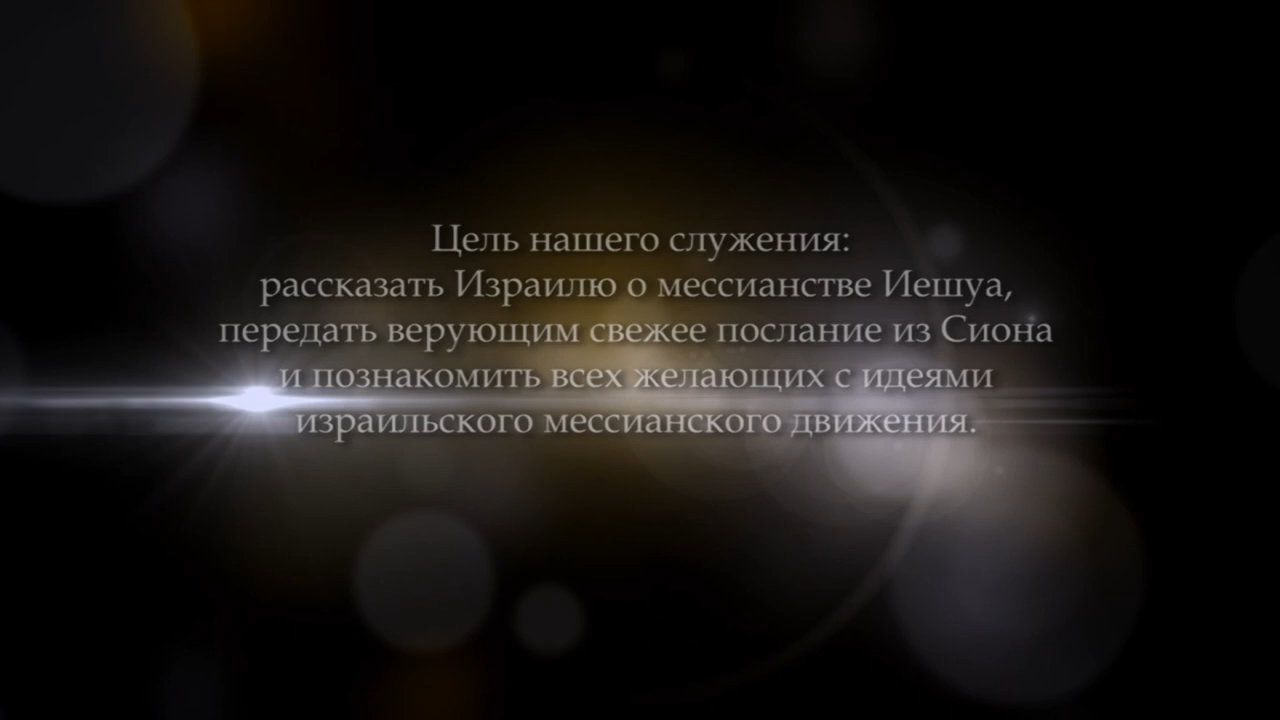 Цель нашего служения:
рассказать Израилю о мессианстве Иешуа,
передать верующим свежее послание из Сиона
и познакомить всех желающих с идеями
израильского мессианского движения.